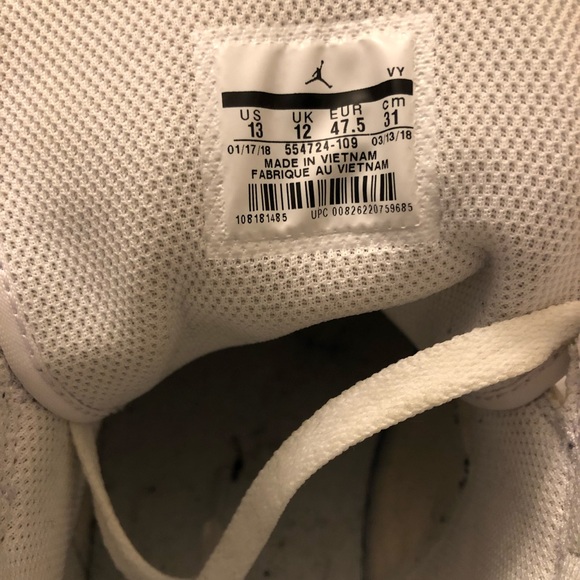 VY
US UK EUR cm
13 12 47.5 31
01/17/18 554724-109 03/13/18
MADE IN VIETNAM
FABRIQUE AU VIETNAM
108181485 UPC 00826220759685